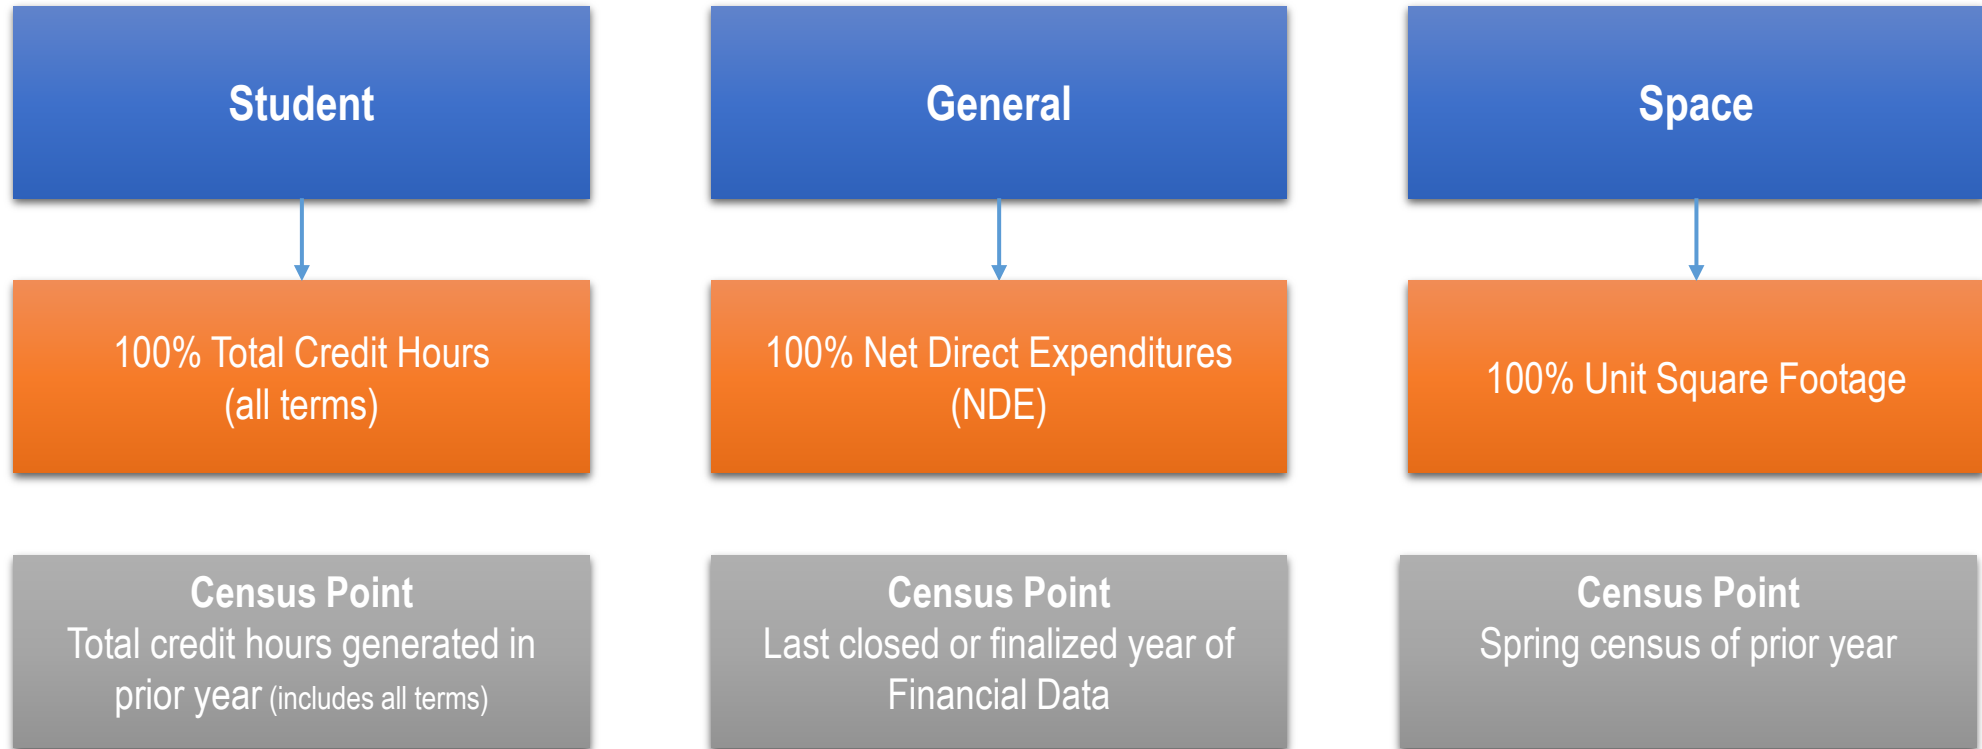 Student
General
Space
100% Total Credit Hours
(all terms)
100% Net Direct Expenditures
(NDE)
100% Unit Square Footage
Census Point
Total credit hours generated in
prior year (includes all terms)
Census Point
Last closed or finalized year of
Financial Data
Census Point
Spring census of prior year